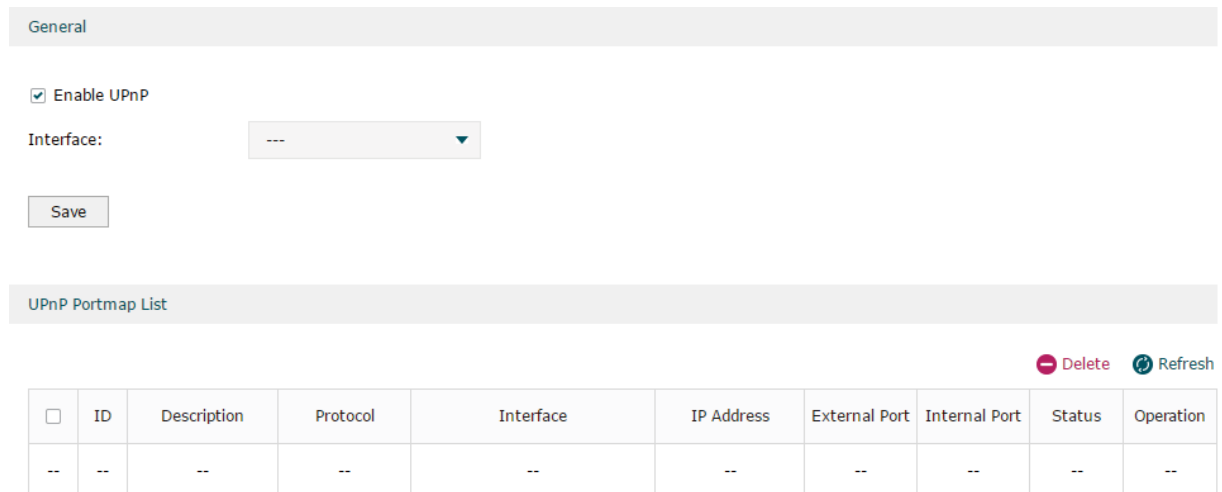 General
Enable UPnP
Interface: ---
Save
UPnP Portmap List
Delete Refresh
ID Description Protocol Interface IP Address External Port Internal Port Status Operation
-- -- -- -- -- -- -- -- -- --